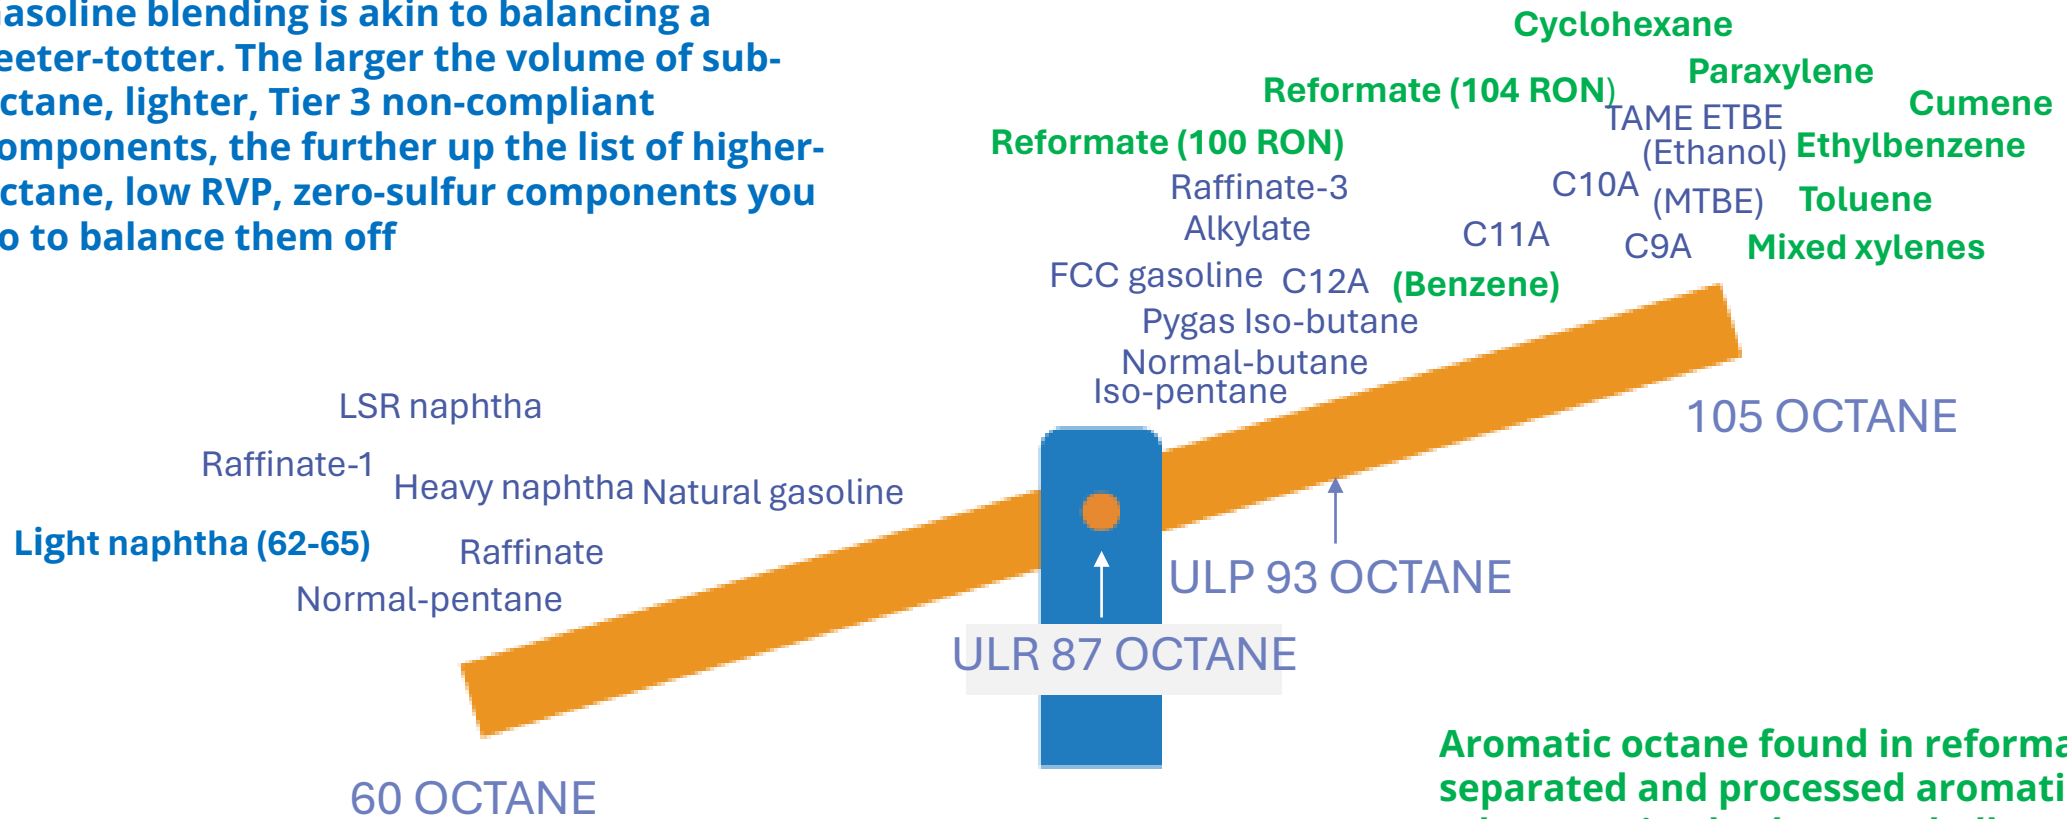 asoline blending is akin to balancing a
eeter-totter. The larger the volume of sub-
ctane, lighter, Tier 3 non-compliant
omponents, the further up the list of higher-
ctane, low RVP, zero-sulfur components you
o to balance them off
Cyclohexane
Paraxylene
Reformate (104 RON)
Cumene
TAME ETBE
Reformate (100 RON)
(Ethanol) Ethylbenzene
Raffinate-3
C10A
(MTBE)
Toluene
Alkylate
C11A
C9A
Mixed xylenes
FCC gasoline
C12A
(Benzene)
Pygas Iso-butane
Normal-butane
Iso-pentane
LSR naphtha
105 OCTANE
Raffinate-1
Heavy naphtha
Natural gasoline
Light naphtha (62-65)
Raffinate
ULP 93 OCTANE
Normal-pentane
ULR 87 OCTANE
60 OCTANE
Aromatic octane found in reforma
separated and processed aromati